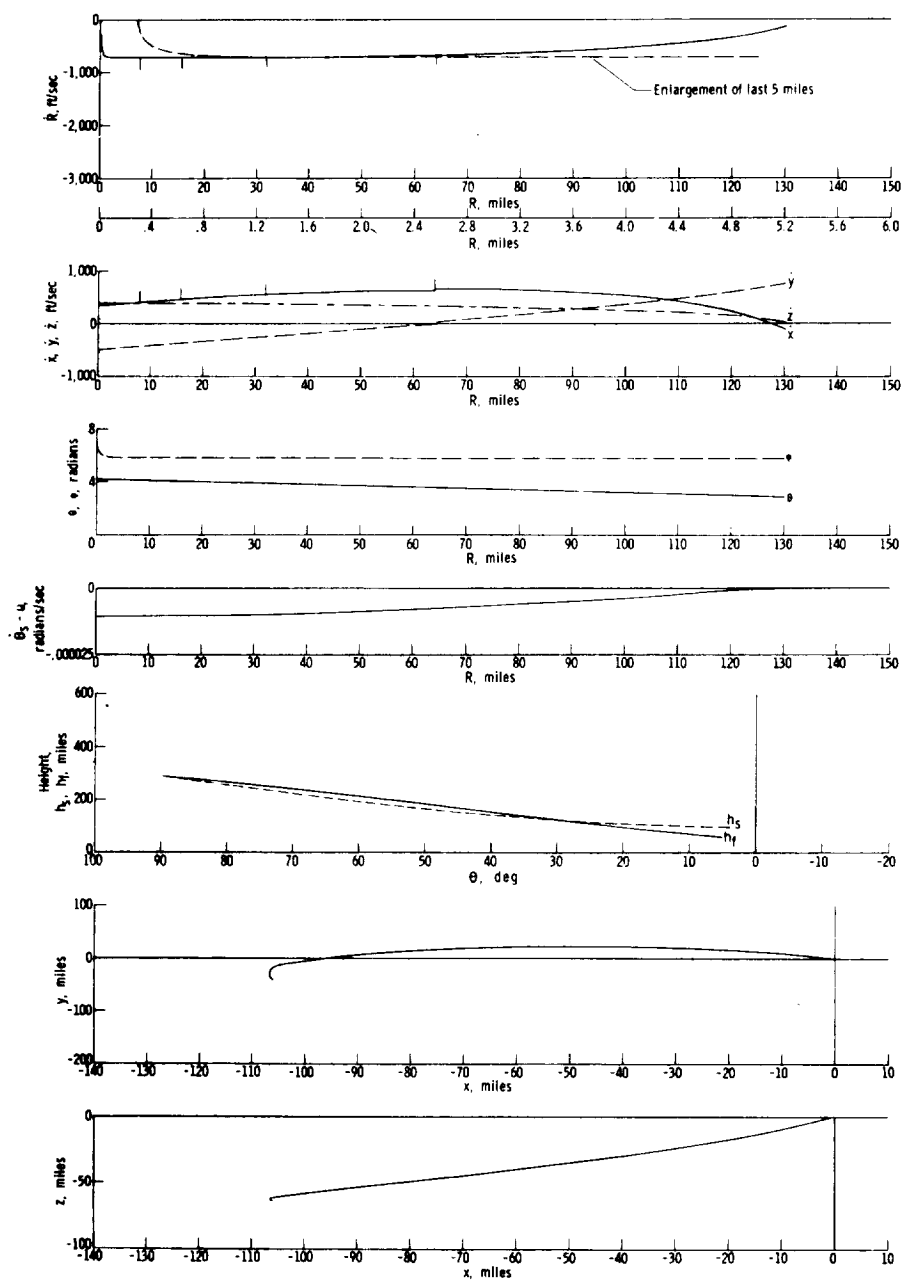 0
-1,000
-2,000
-3,000
Ṙ, ft/sec
Enlargement of last 5 miles
0 10 20 30 40 50 60 70 80 90 100 110 120 130 140 150
R, miles
0 .4 .8 1.2 1.6 2.0 2.4 2.8 3.2 3.6 4.0 4.4 4.8 5.2 5.6 6.0
R, miles
1,000
0
-1,000
ẋ, ẏ, ż, ft/sec
ẏ
ż
ẋ
0 10 20 30 40 50 60 70 80 90 100 110 120 130 140 150
R, miles
8
4
radians
θ
0 10 20 30 40 50 60 70 80 90 100 110 120 130 140 150
R, miles
0
-.000025
radians/sec
0 10 20 30 40 50 60 70 80 90 100 110 120 130 140 150
R, miles
600
400
200
0
Height,
hs, hf, miles
hs
hf
100 90 80 70 60 50 40 30 20 10 0 -10 -20
θ, deg
100
0
-100
-200
y, miles
-140 -130 -120 -110 -100 -90 -80 -70 -60 -50 -40 -30 -20 -10 0 10
x, miles
0
-50
-100
z, miles
-140 -130 -120 -110 -100 -90 -80 -70 -60 -50 -40 -30 -20 -10 0 10
x, miles